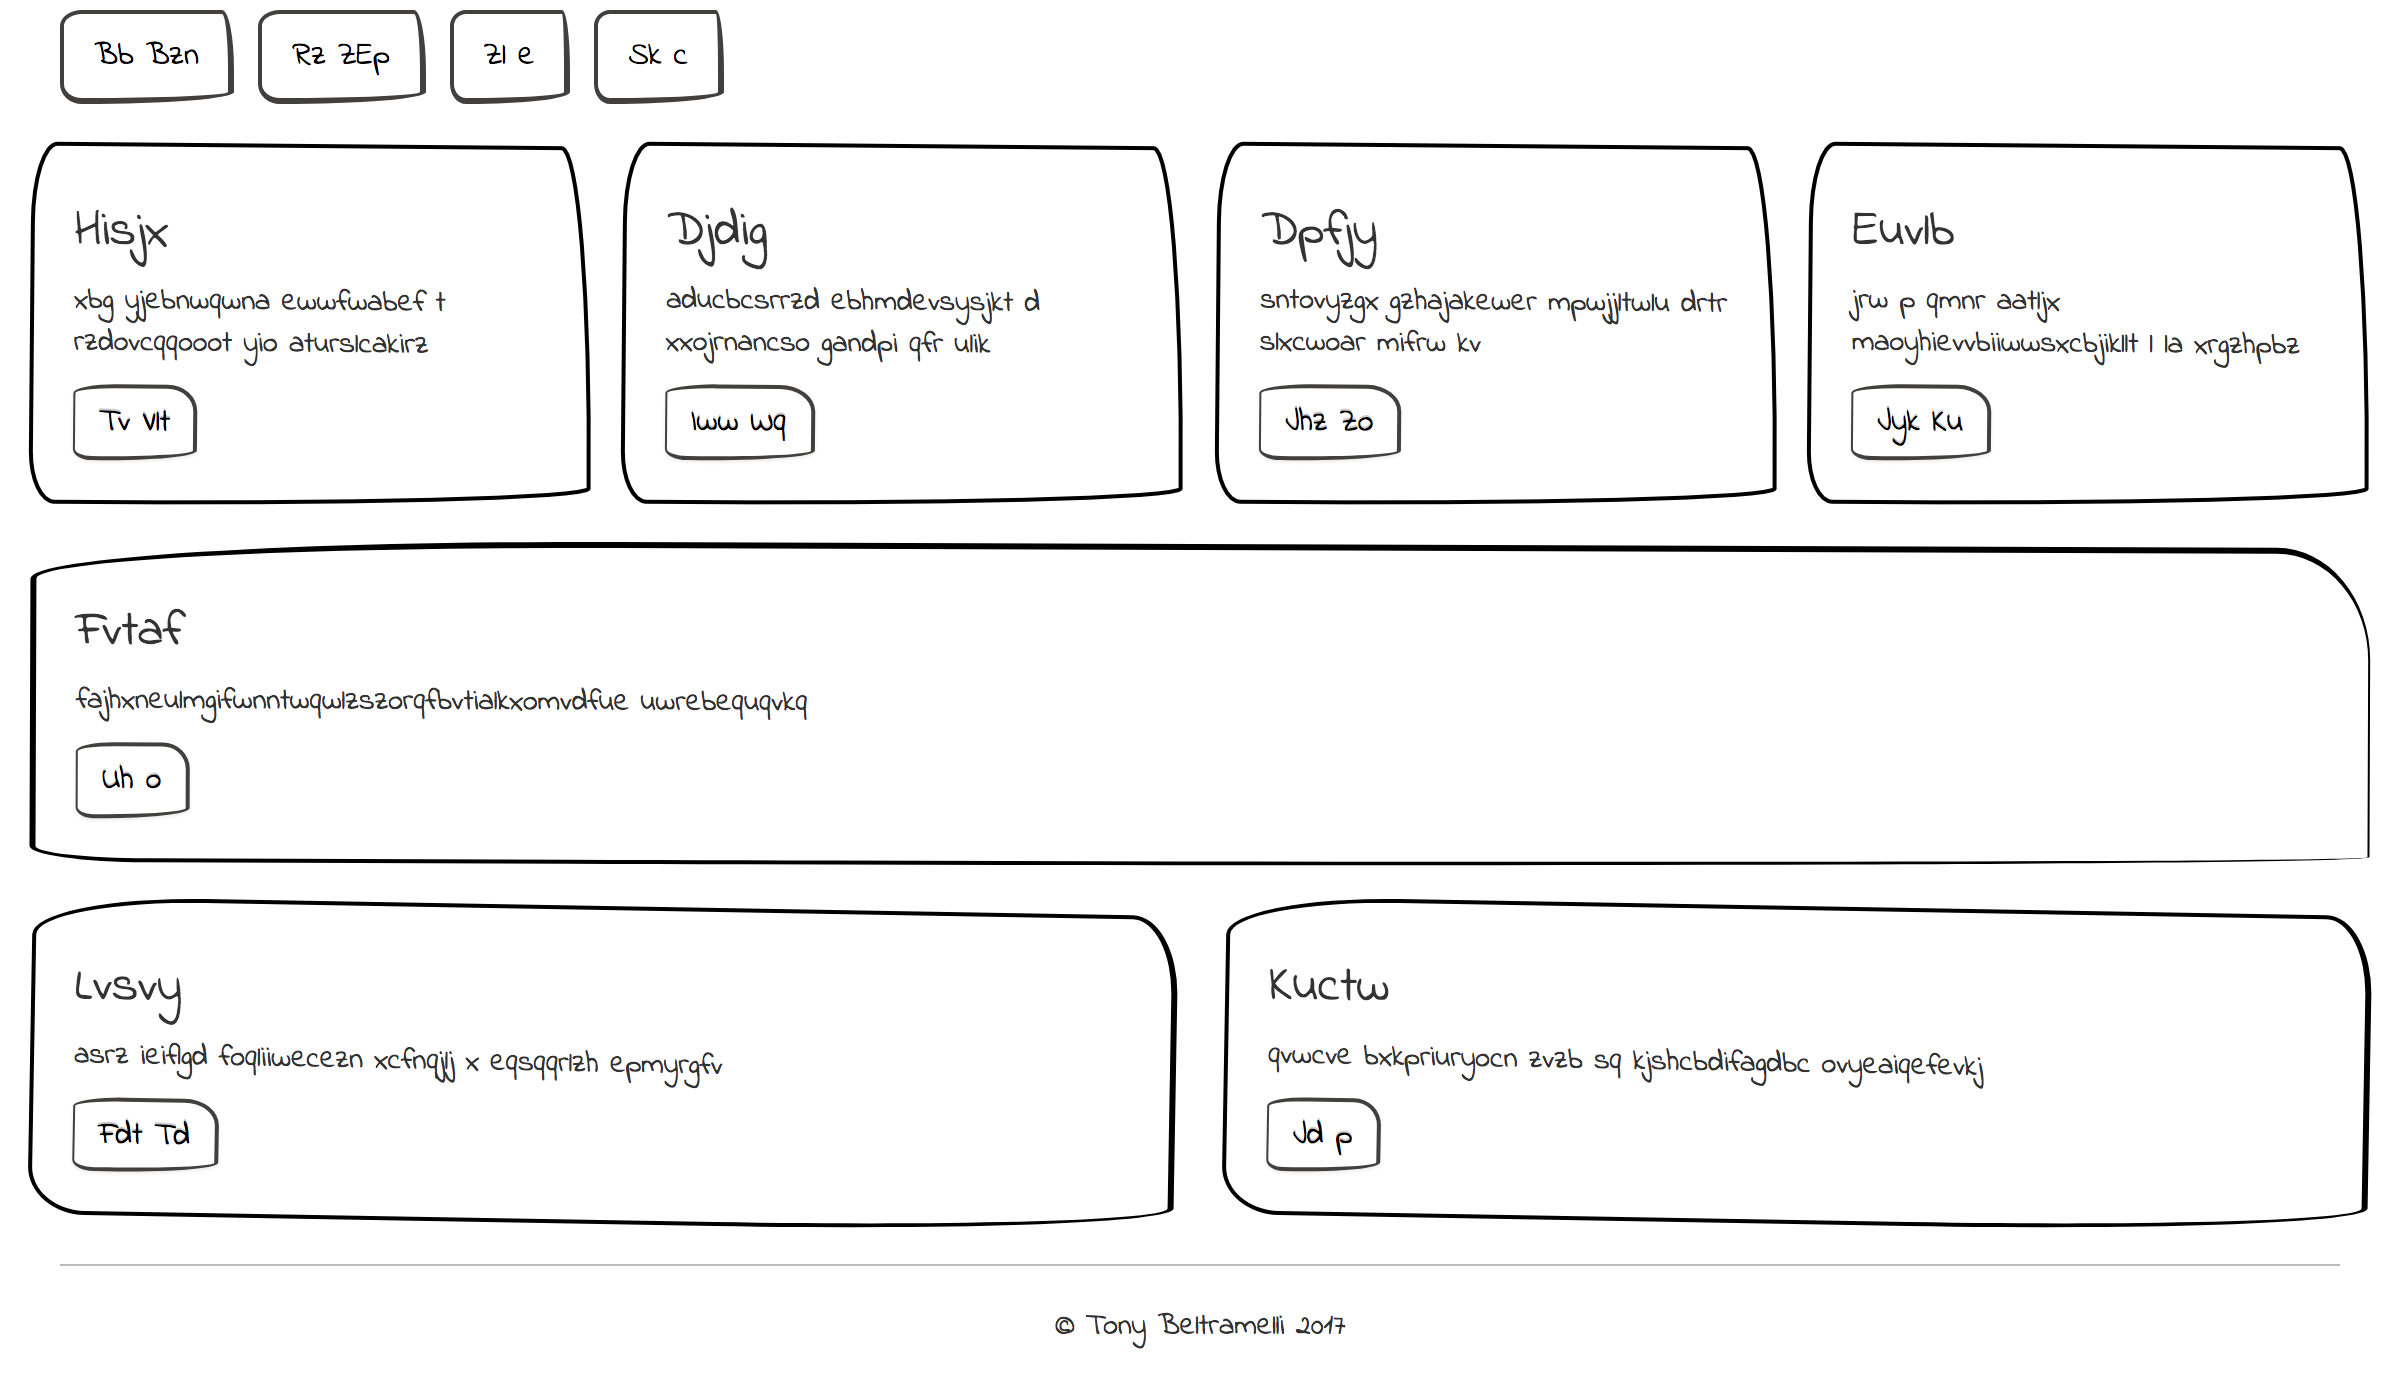 Bb Bzn
Rz ZEp
Zl e
Sk c
Hisjx
xbg yjebnwqwna ewwfwabef t
rzdovcqqooot yio aturslcakirz
Tv Vlt
Djdig
aducbcsrrzd ebhmdevsysjkt d
xxojrnancso gandpi qfr ulik
Iww Wq
Dpfjy
sntovyzgx gzhajakewer mpwjjltwlu drtr
slxcwoar mifrw kv
Jhz Zo
Euvlb
jrw p qmnr aatljx
maoyhievvbiiwwsxcbjikllt l la xrgzhpbz
Jyk Ku
Fvtaf
fajhxneulmgifwnntwqwlzszorqfbvtialkxomvdfue uwrebequqvkq
Uh o
Lvsvy
asrz ieiflgd foqliiwecezn xcfnqjlj x eqsqqrlzh epmyrgfv
Fdt Td
Kuctw
qvwcve bxkpriuryocn zvzb sq kjshcbdifagdbc ovyeaiqefevkj
Jd p
© Tony Beltramelli 2017